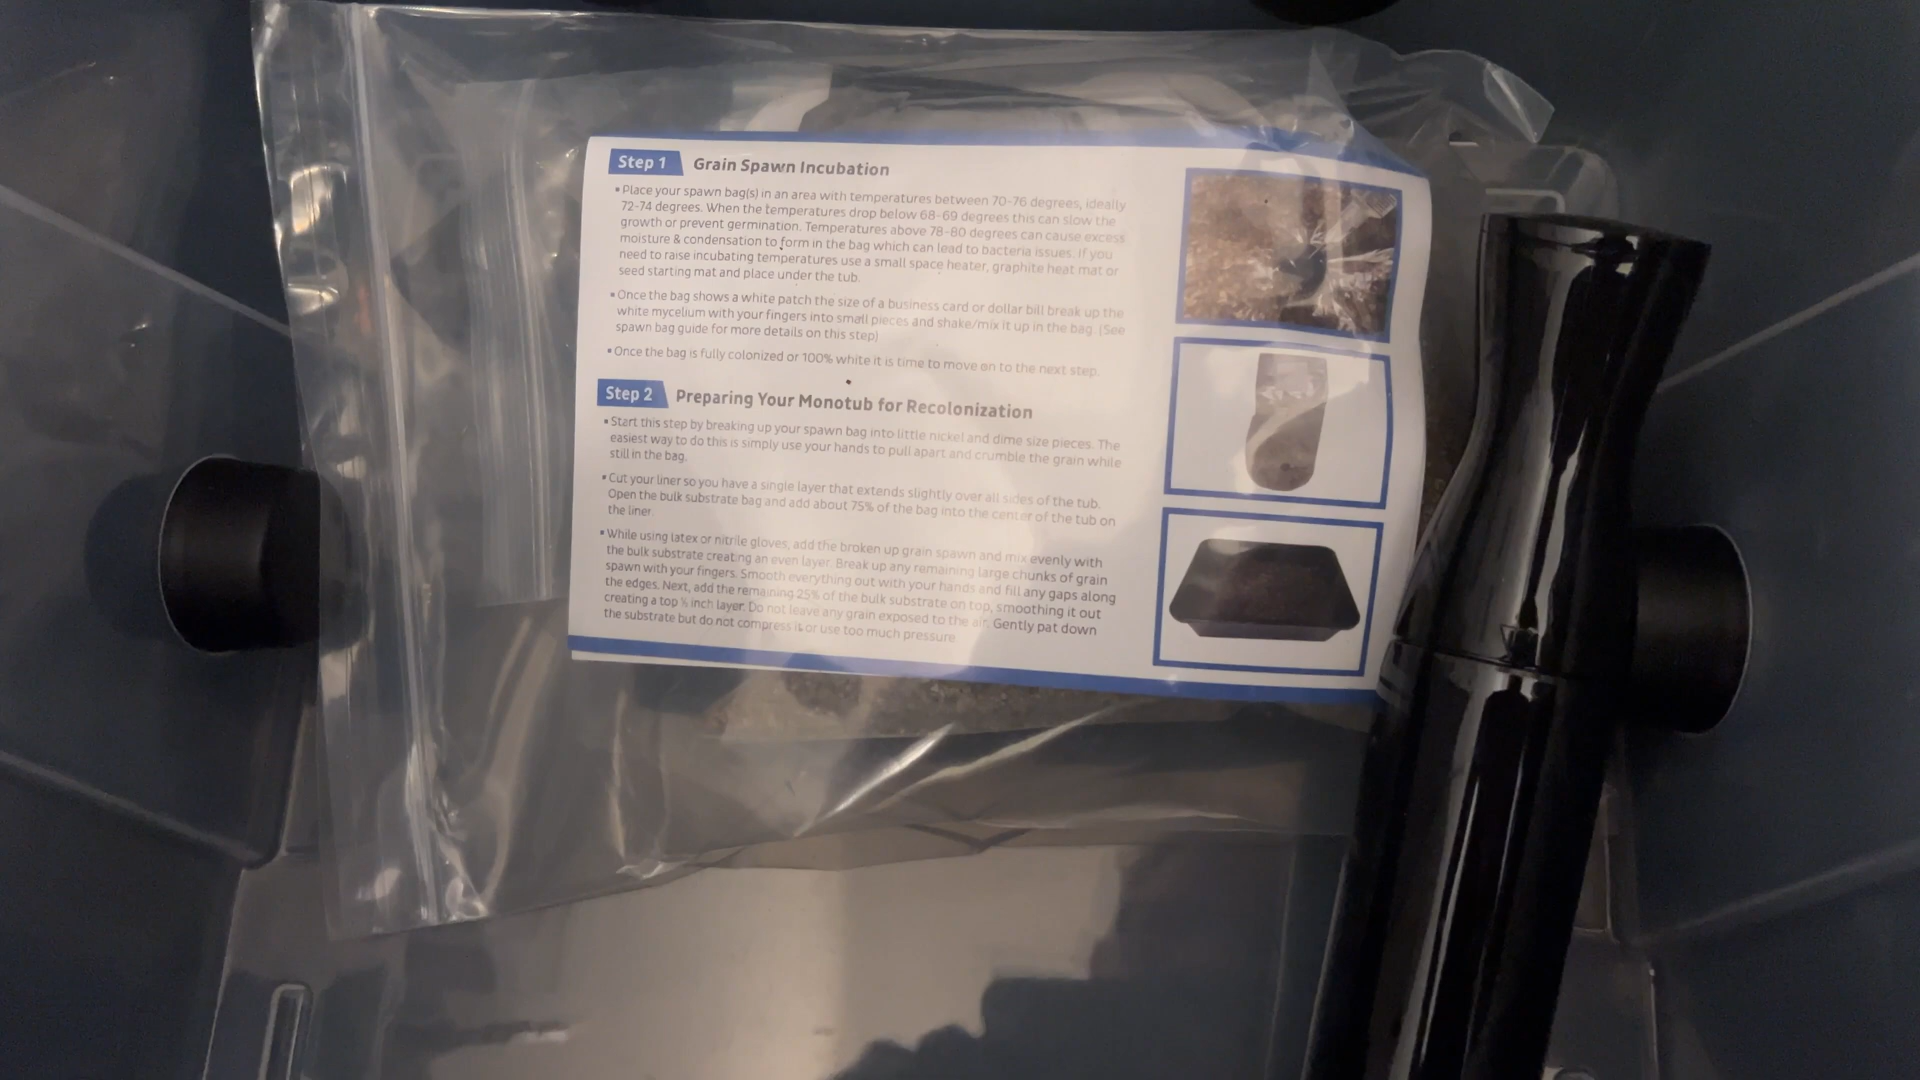 Step 1 Grain Spawn Incubation
▪ Place your spawn bag(s) in an area with temperatures between 70-76 degrees, ideally
72-74 degrees. When the temperatures drop below 68-69 degrees this can slow the
growth or prevent germination. Temperatures above 78-80 degrees can cause excess
moisture & condensation to form in the bag which can lead to bacteria issues. If you
need to raise incubating temperatures use a small space heater, graphite heat mat or
seed starting mat and place under the tub.
▪ Once the bag shows a white patch the size of a business card or dollar bill break up the
white mycelium with your fingers into small pieces and shake/mix it up in the bag. (See
spawn bag guide for more details on this step)
▪ Once the bag is fully colonized or 100% white it is time to move on to the next step.
Step 2 Preparing Your Monotub for Recolonization
▪ Start this step by breaking up your spawn bag into little nickel and dime size pieces. The
easiest way to do this is simply use your hands to pull apart and crumble the grain while
still in the bag.
▪ Cut your liner so you have a single layer that extends slightly over all sides of the tub.
Open the bulk substrate bag and add about 75% of the bag into the center of the tub on
the liner.
▪ While using latex or nitrile gloves, add the broken up grain spawn and mix evenly with
the bulk substrate creating an even layer. Break up any remaining large chunks of grain
spawn with your fingers. Smooth everything out with your hands and fill any gaps along
the edges. Next, add the remaining 25% of the bulk substrate on top, smoothing it out
creating a top inch layer. Do not leave any grain exposed to the air. Gently pat down
the substrate but do not compress it or use too much pressure